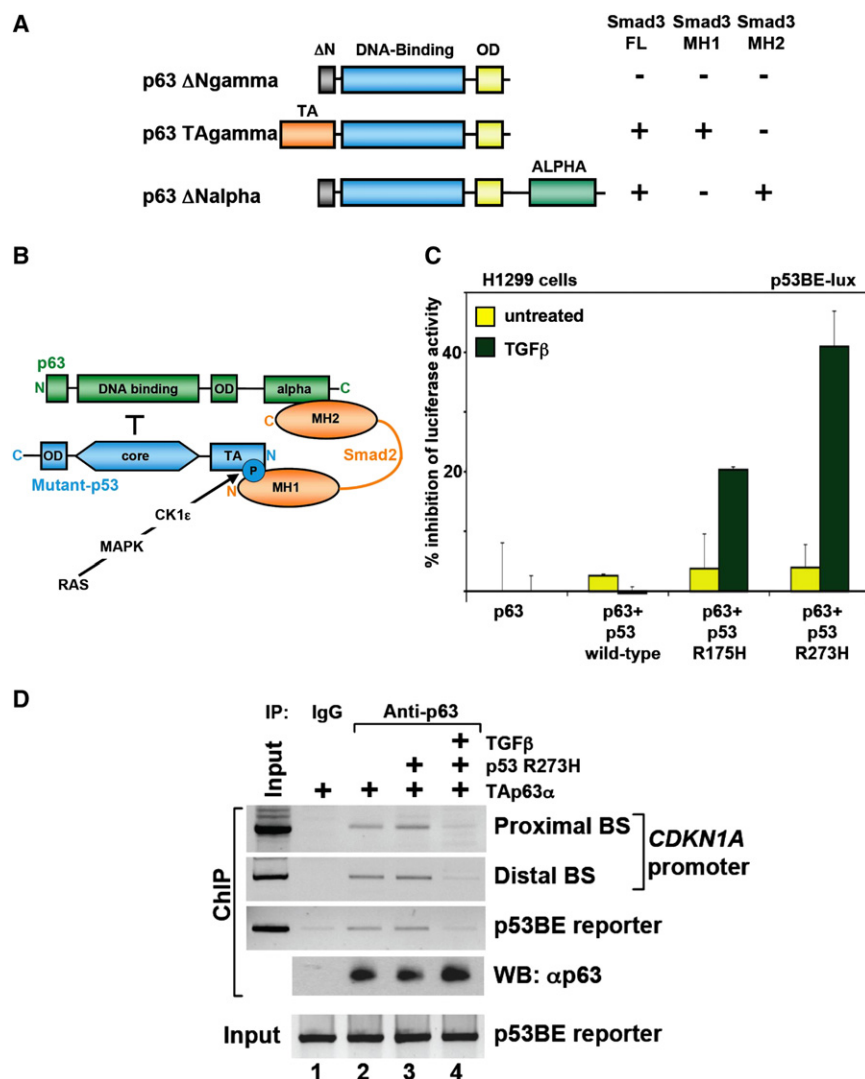 A
Smad3 Smad3 Smad3
FL MH1 MH2
ΔN DNA-Binding OD
p63 ΔNgamma - - -
TA
p63 TAgamma + + -
ALPHA
p63 ΔNalpha + - +
B
p63
N DNA binding OD alpha C
C MH2
C OD core TA N
P
Mutant-p53
Smad2
N MH1
CK1ε
MAPK
RAS
C
H1299 cells p53BE-lux
untreated
TGFβ
% inhibition of luciferase activity
40
20
p63 p63+ p63+ p63+
p53 p53 p53
wild-type R175H R273H
D
IP: IgG Anti-p63
Input
+ TGFβ
+ + p53 R273H
+ + + + TAp63α
ChIP
Proximal BS
CDKN1A
promoter
Distal BS
p53BE reporter
WB: αp63
Input p53BE reporter
1 2 3 4